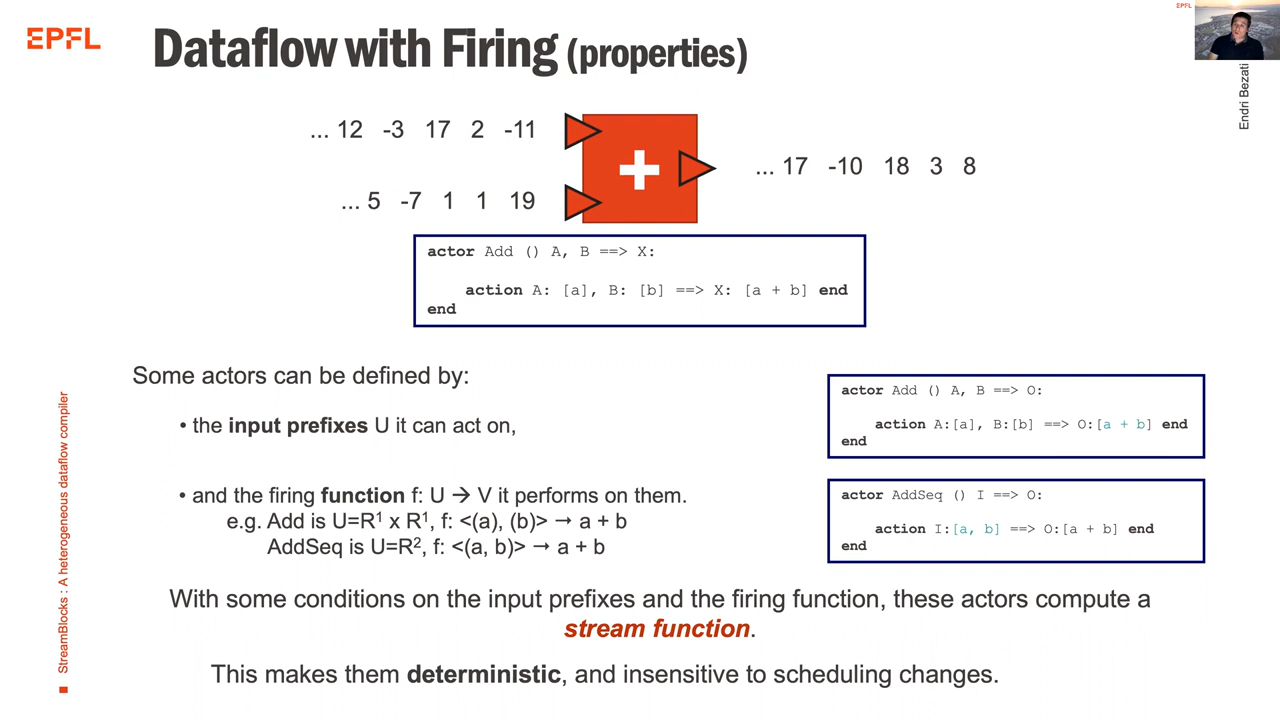 EPFL
Dataflow with Firing (properties)
EPFL
Endri Bezati
... 12 -3 17 2 -11
... 5 -7 1 1 19
... 17 -10 18 3 8
actor Add () A, B ==> X:
action A: [a], B: [b] ==> X: [a + b] end
end
Some actors can be defined by:
• the input prefixes U it can act on,
• and the firing function f: U → V it performs on them.
e.g. Add is U=R¹ x R¹, f: <(a), (b)> → a + b
AddSeq is U=R², f: <(a, b)> → a + b
actor Add () A, B ==> O:
action A:[a], B:[b] ==> O:[a + b] end
end
actor AddSeq () I ==> O:
action I:[a, b] ==> O:[a + b] end
end
With some conditions on the input prefixes and the firing function, these actors compute a
stream function.
This makes them deterministic, and insensitive to scheduling changes.
StreamBlocks : A heterogeneous dataflow compiler